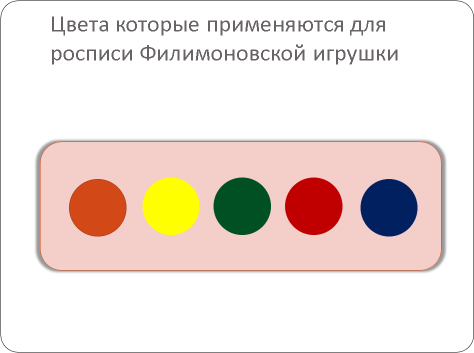 Цвета которые применяются для
росписи Филимоновской игрушки